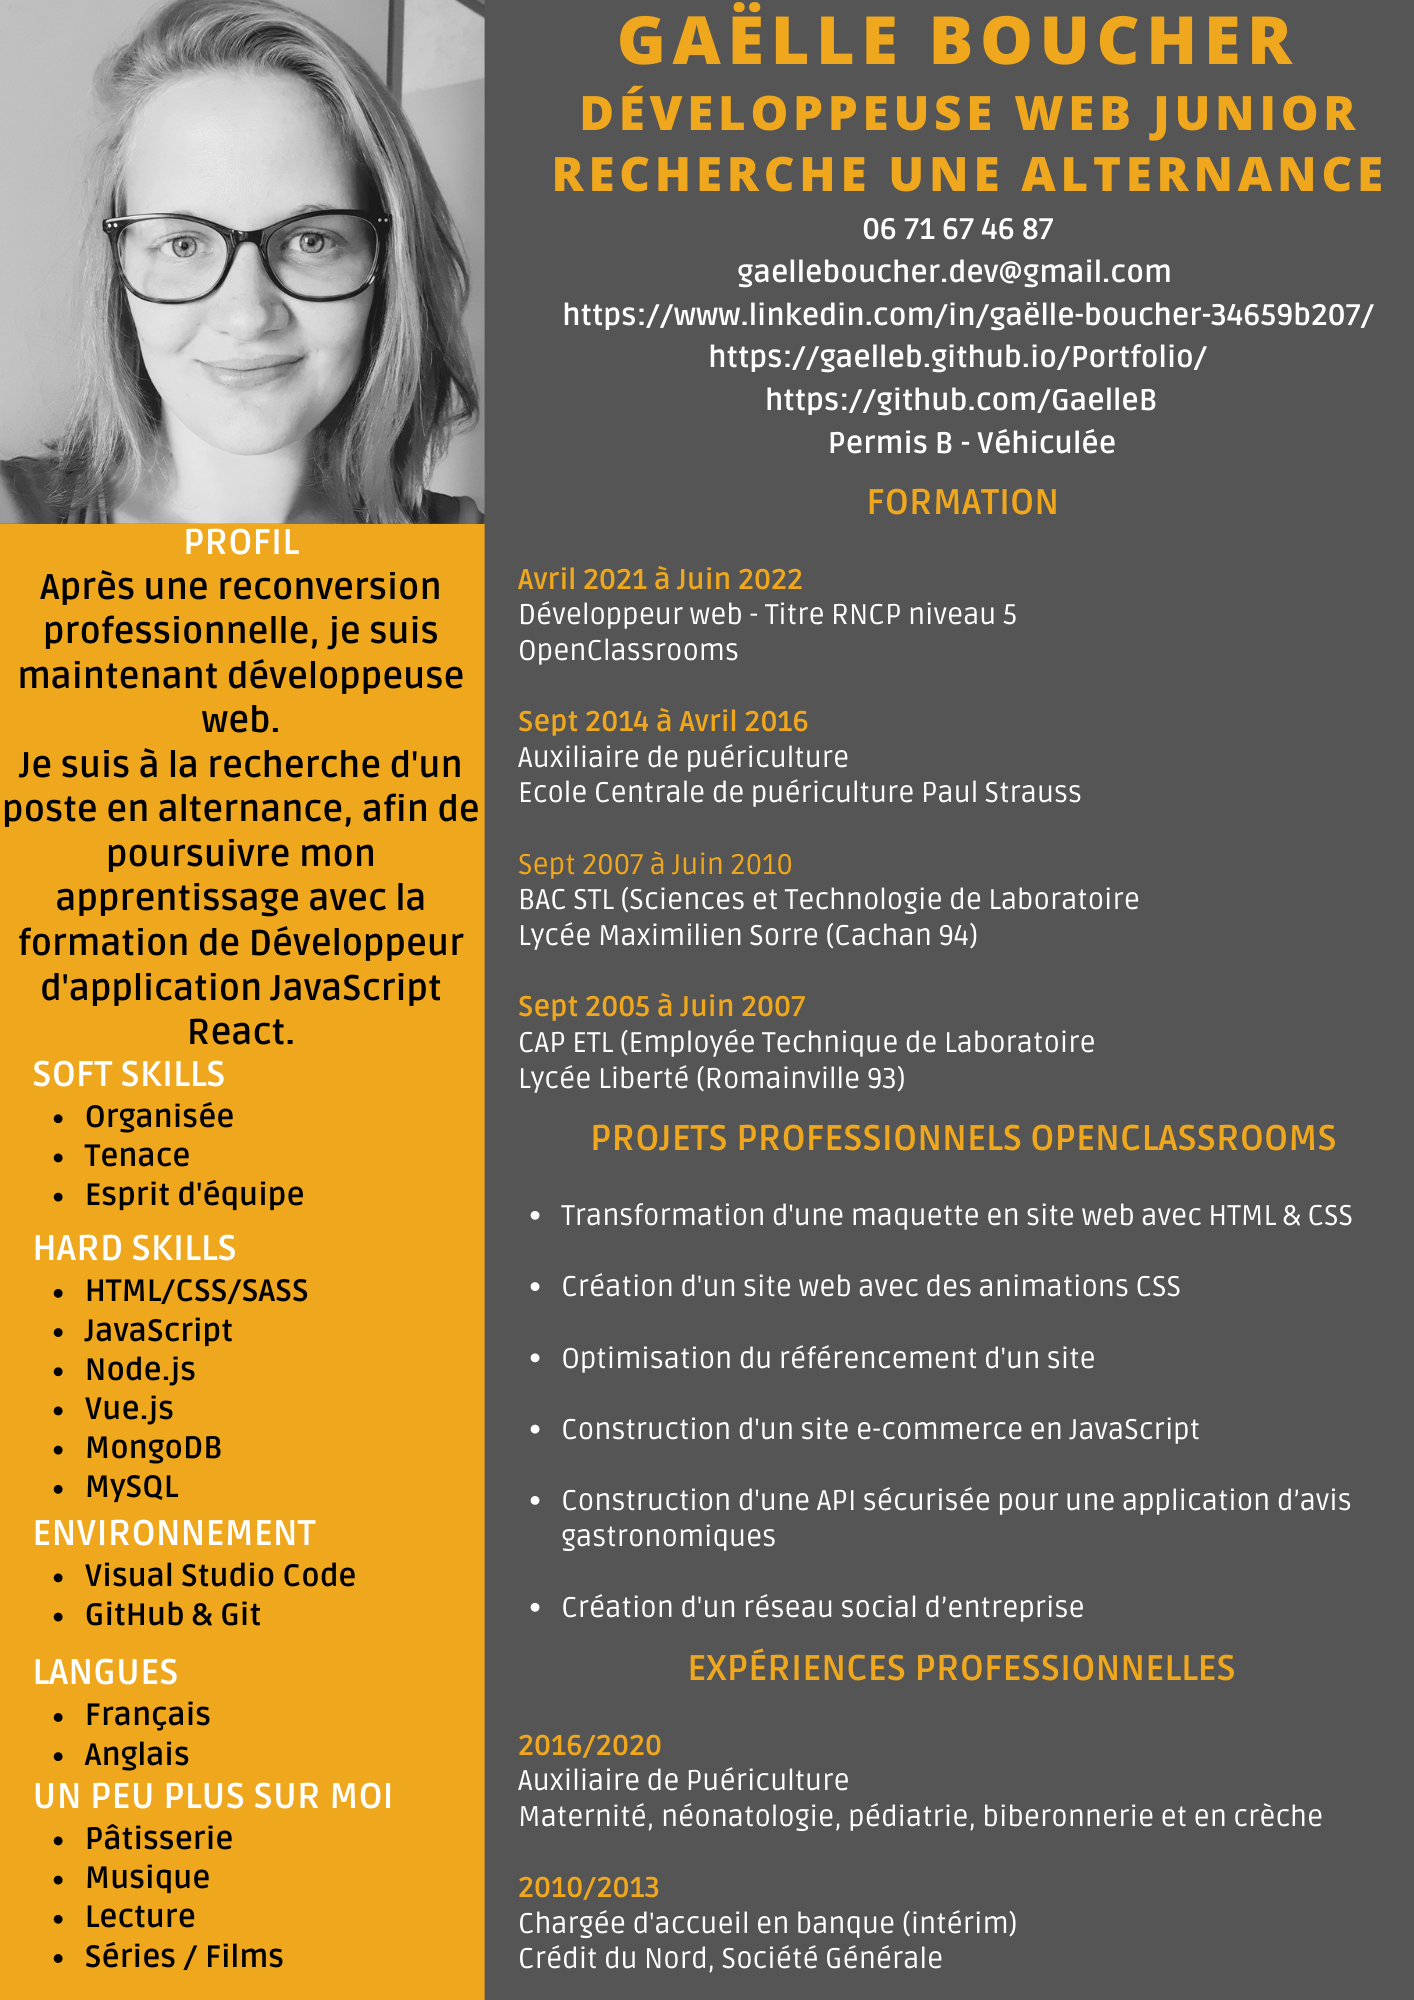 GAËLLE BOUCHER
DÉVELOPPEUSE WEB JUNIOR
RECHERCHE UNE ALTERNANCE
06 71 67 46 87
gaelleboucher.dev@gmail.com
https://www.linkedin.com/in/gaëlle-boucher-34659b207/
https://gaelleb.github.io/Portfolio/
https://github.com/GaelleB
Permis B - Véhiculée
PROFIL
Après une reconversion
professionnelle, je suis
maintenant développeuse
web.
Je suis à la recherche d'un
poste en alternance, afin de
poursuivre mon
apprentissage avec la
formation de Développeur
d'application JavaScript
React.
SOFT SKILLS
• Organisée
• Tenace
• Esprit d'équipe
HARD SKILLS
• HTML/CSS/SASS
• JavaScript
• Node.js
• Vue.js
• MongoDB
• MySQL
ENVIRONNEMENT
• Visual Studio Code
• GitHub & Git
LANGUES
• Français
• Anglais
UN PEU PLUS SUR MOI
• Pâtisserie
• Musique
• Lecture
• Séries / Films
FORMATION
Avril 2021 à Juin 2022
Développeur web - Titre RNCP niveau 5
OpenClassrooms
Sept 2014 à Avril 2016
Auxiliaire de puériculture
Ecole Centrale de puériculture Paul Strauss
Sept 2007 à Juin 2010
BAC STL (Sciences et Technologie de Laboratoire
Lycée Maximilien Sorre (Cachan 94)
Sept 2005 à Juin 2007
CAP ETL (Employée Technique de Laboratoire
Lycée Liberté (Romainville 93)
PROJETS PROFESSIONNELS OPENCLASSROOMS
• Transformation d'une maquette en site web avec HTML & CSS
• Création d'un site web avec des animations CSS
• Optimisation du référencement d'un site
• Construction d'un site e-commerce en JavaScript
• Construction d'une API sécurisée pour une application d’avis
gastronomiques
• Création d'un réseau social d’entreprise
EXPÉRIENCES PROFESSIONNELLES
2016/2020
Auxiliaire de Puériculture
Maternité, néonatologie, pédiatrie, biberonnerie et en crèche
2010/2013
Chargée d'accueil en banque (intérim)
Crédit du Nord, Société Générale